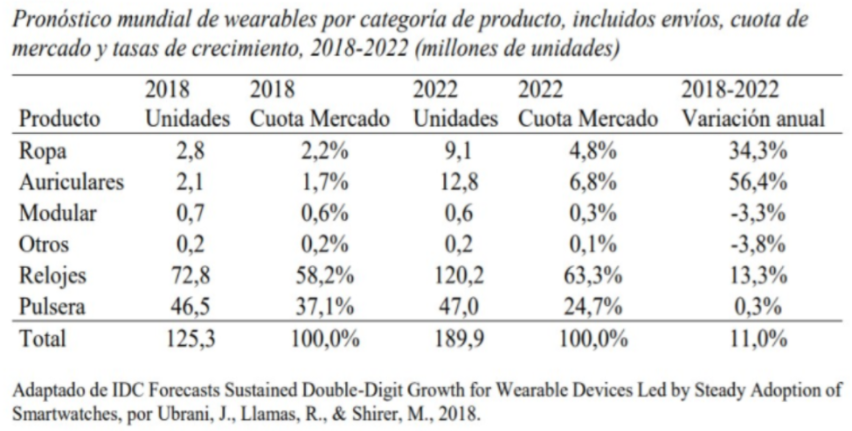 Pronóstico mundial de wearables por categoría de producto, incluidos envíos, cuota de
mercado y tasas de crecimiento, 2018-2022 (millones de unidades)
2018 2018 2022 2022 2018-2022
Producto Unidades Cuota Mercado Unidades Cuota Mercado Variación anual
Ropa 2,8 2,2% 9,1 4,8% 34,3%
Auriculares 2,1 1,7% 12,8 6,8% 56,4%
Modular 0,7 0,6% 0,6 0,3% -3,3%
Otros 0,2 0,2% 0,2 0,1% -3,8%
Relojes 72,8 58,2% 120,2 63,3% 13,3%
Pulsera 46,5 37,1% 47,0 24,7% 0,3%
Total 125,3 100,0% 189,9 100,0% 11,0%
Adaptado de IDC Forecasts Sustained Double-Digit Growth for Wearable Devices Led by Steady Adoption of
Smartwatches, por Ubrani, J., Llamas, R., & Shirer, M., 2018.